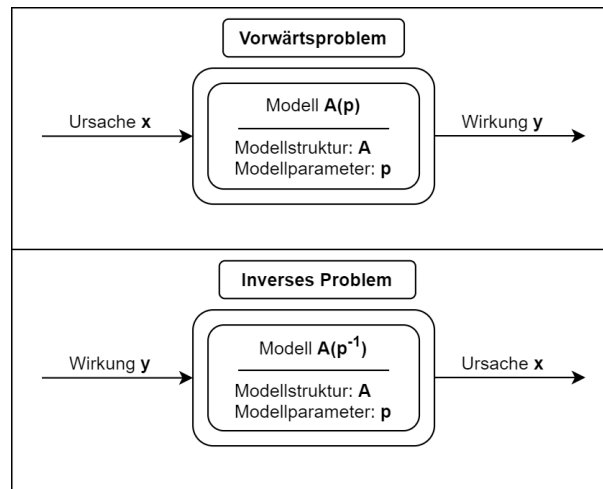 Vorwärtsproblem
Modell A(p)
Ursache x
Wirkung y
Modellstruktur: A
Modellparameter: p
Inverses Problem
Modell A(p⁻¹)
Wirkung y
Ursache x
Modellstruktur: A
Modellparameter: p